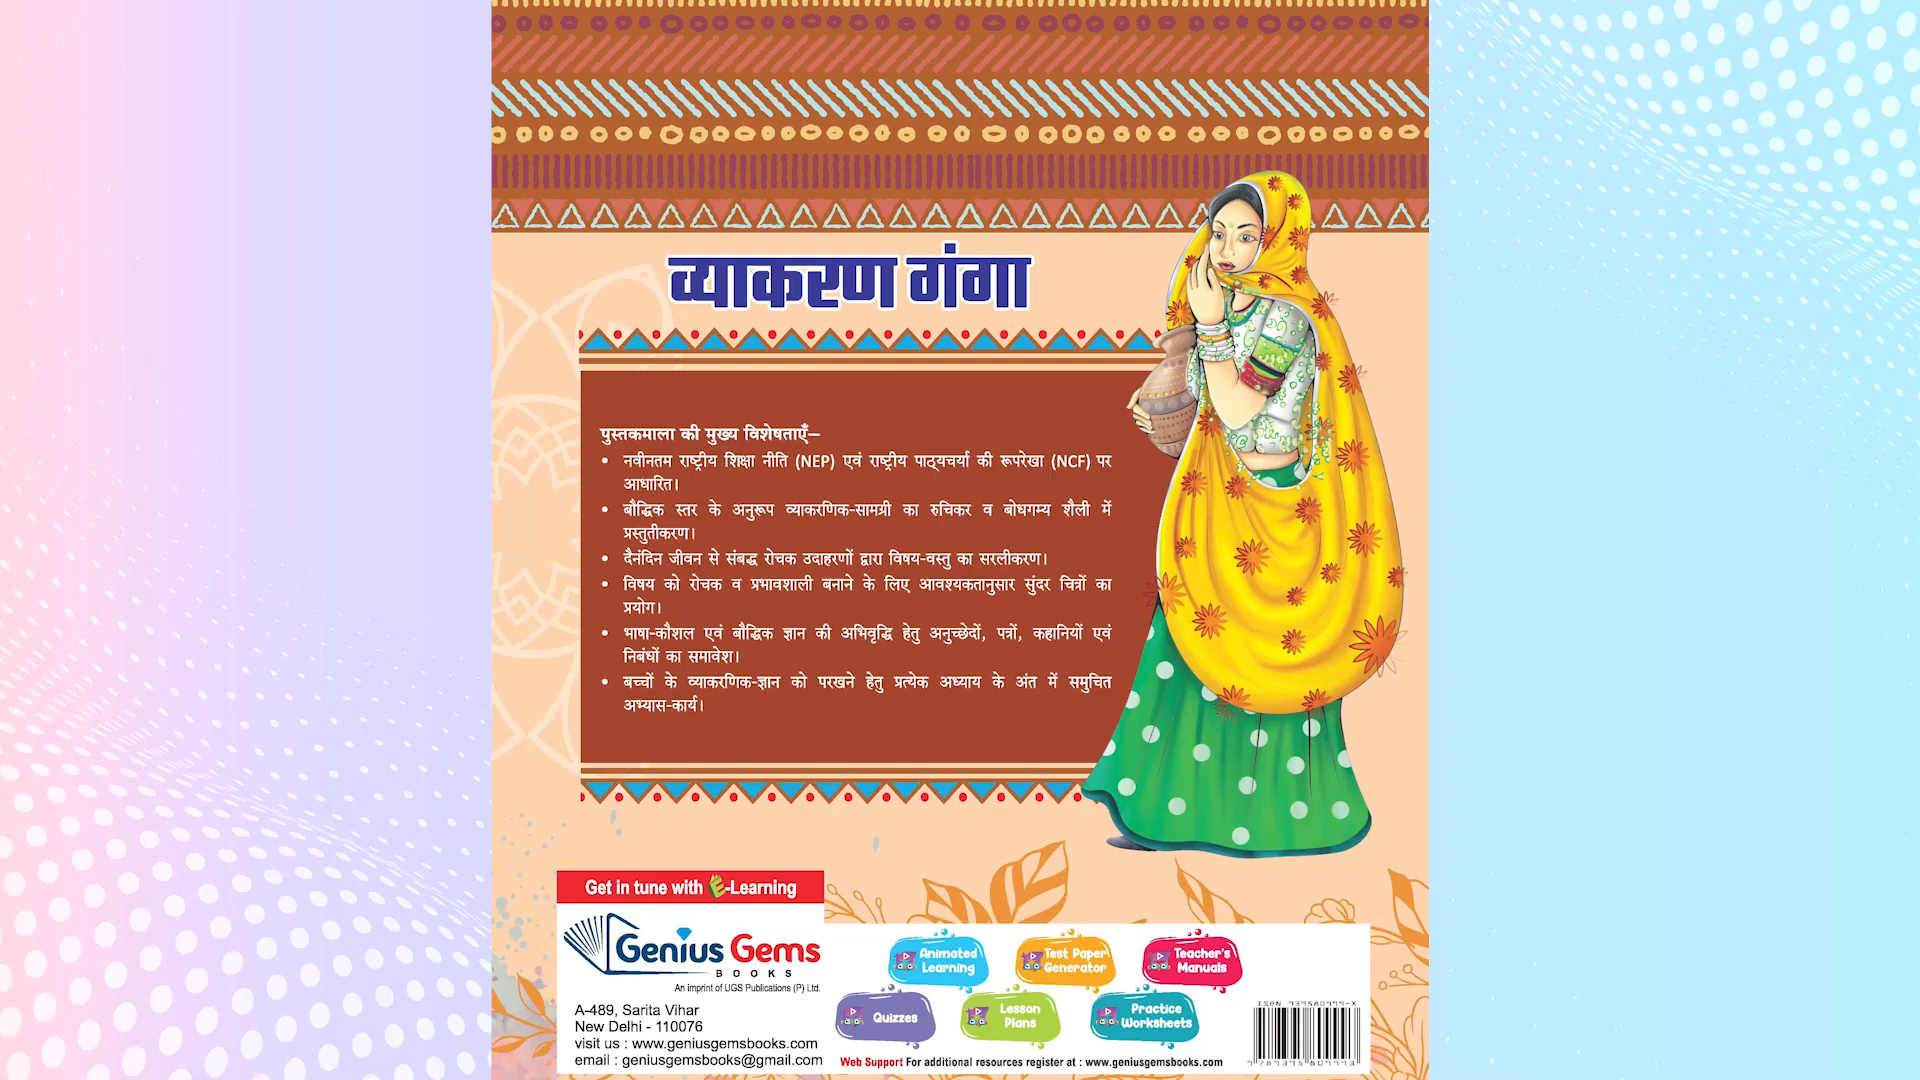 व्याकरण गंगा
पुस्तकमाला की मुख्य विशेषताएँ–
• नवीनतम राष्ट्रीय शिक्षा नीति (NEP) एवं राष्ट्रीय पाठ्यचर्या की रूपरेखा (NCF) पर
आधारित।
• बौद्धिक स्तर के अनुरूप व्याकरणिक-सामग्री का रुचिकर व बोधगम्य शैली में
प्रस्तुतीकरण।
• दैनंदिन जीवन से संबद्ध रोचक उदाहरणों द्वारा विषय-वस्तु का सरलीकरण।
• विषय को रोचक व प्रभावशाली बनाने के लिए आवश्यकतानुसार सुंदर चित्रों का
प्रयोग।
• भाषा-कौशल एवं बौद्धिक ज्ञान की अभिवृद्धि हेतु अनुच्छेदों, पत्रों, कहानियों एवं
निबंधों का समावेश।
• बच्चों के व्याकरणिक-ज्ञान को परखने हेतु प्रत्येक अध्याय के अंत में समुचित
अभ्यास-कार्य।
Get in tune with E-Learning
Genius Gems
BOOKS
An imprint of UGS Publications (P) Ltd.
A-489, Sarita Vihar
New Delhi - 110076
visit us : www.geniusgemsbooks.com
email : geniusgemsbooks@gmail.com
Animated
Learning
Test Paper
Generator
Teacher's
Manuals
Quizzes
Lesson
Plans
Practice
Worksheets
Web Support For additional resources register at : www.geniusgemsbooks.com
ISBN 939580999-X